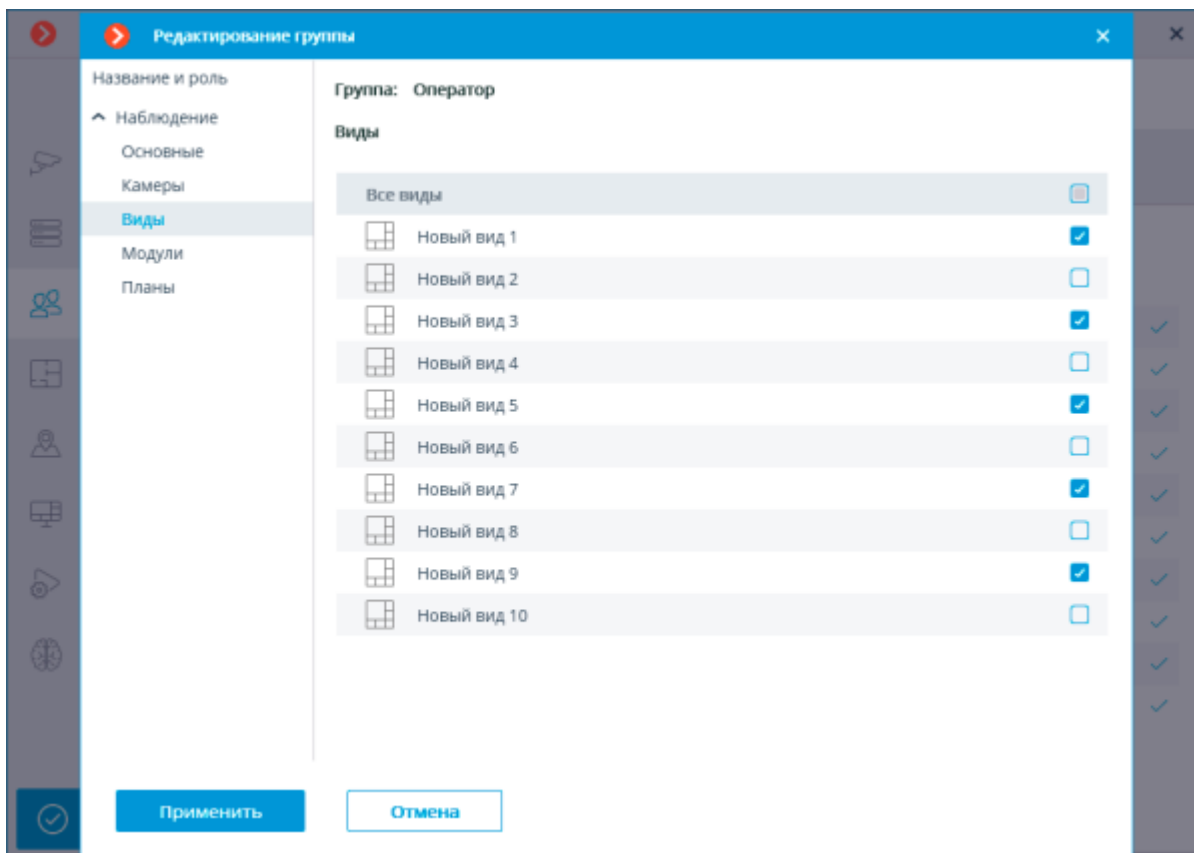 Редактирование группы
Название и роль
Наблюдение
Основные
Камеры
Виды
Модули
Планы
Группа: Оператор
Виды
Все виды
Новый вид 1
Новый вид 2
Новый вид 3
Новый вид 4
Новый вид 5
Новый вид 6
Новый вид 7
Новый вид 8
Новый вид 9
Новый вид 10
Применить
Отмена